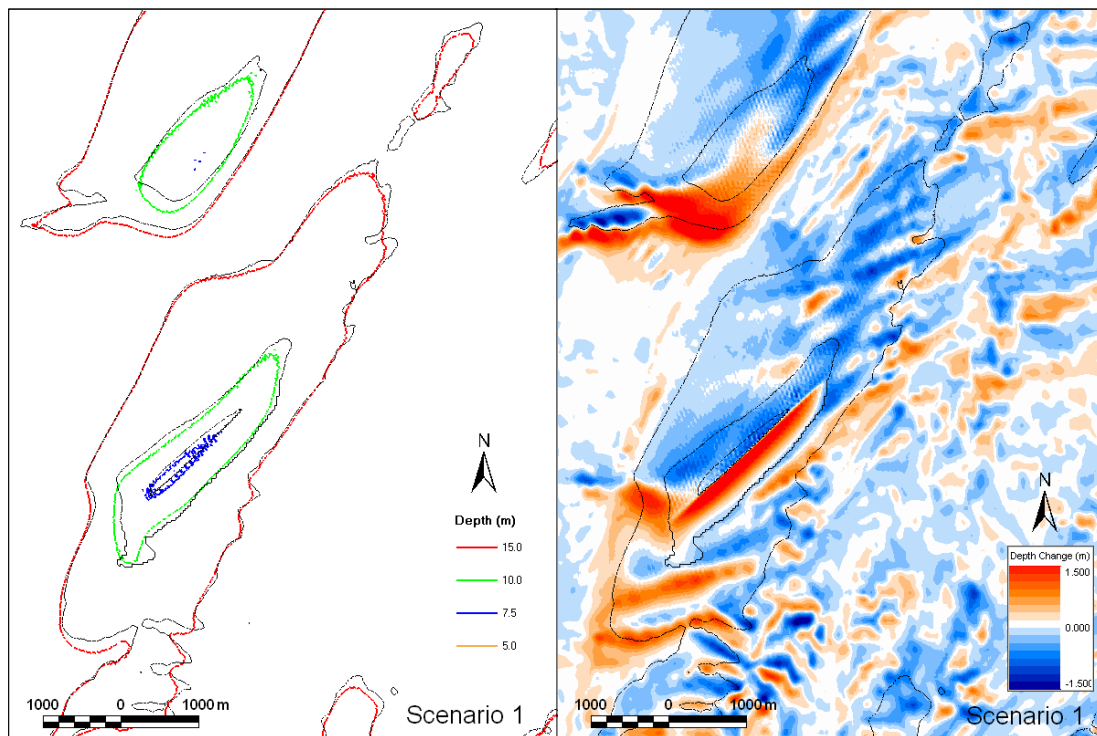 N
Depth (m)
15.0
10.0
7.5
5.0
1000 0 1000 m
Scenario 1
N
Depth Change (m)
1.500
0.000
-1.500
1000 0 1000 m
Scenario 1